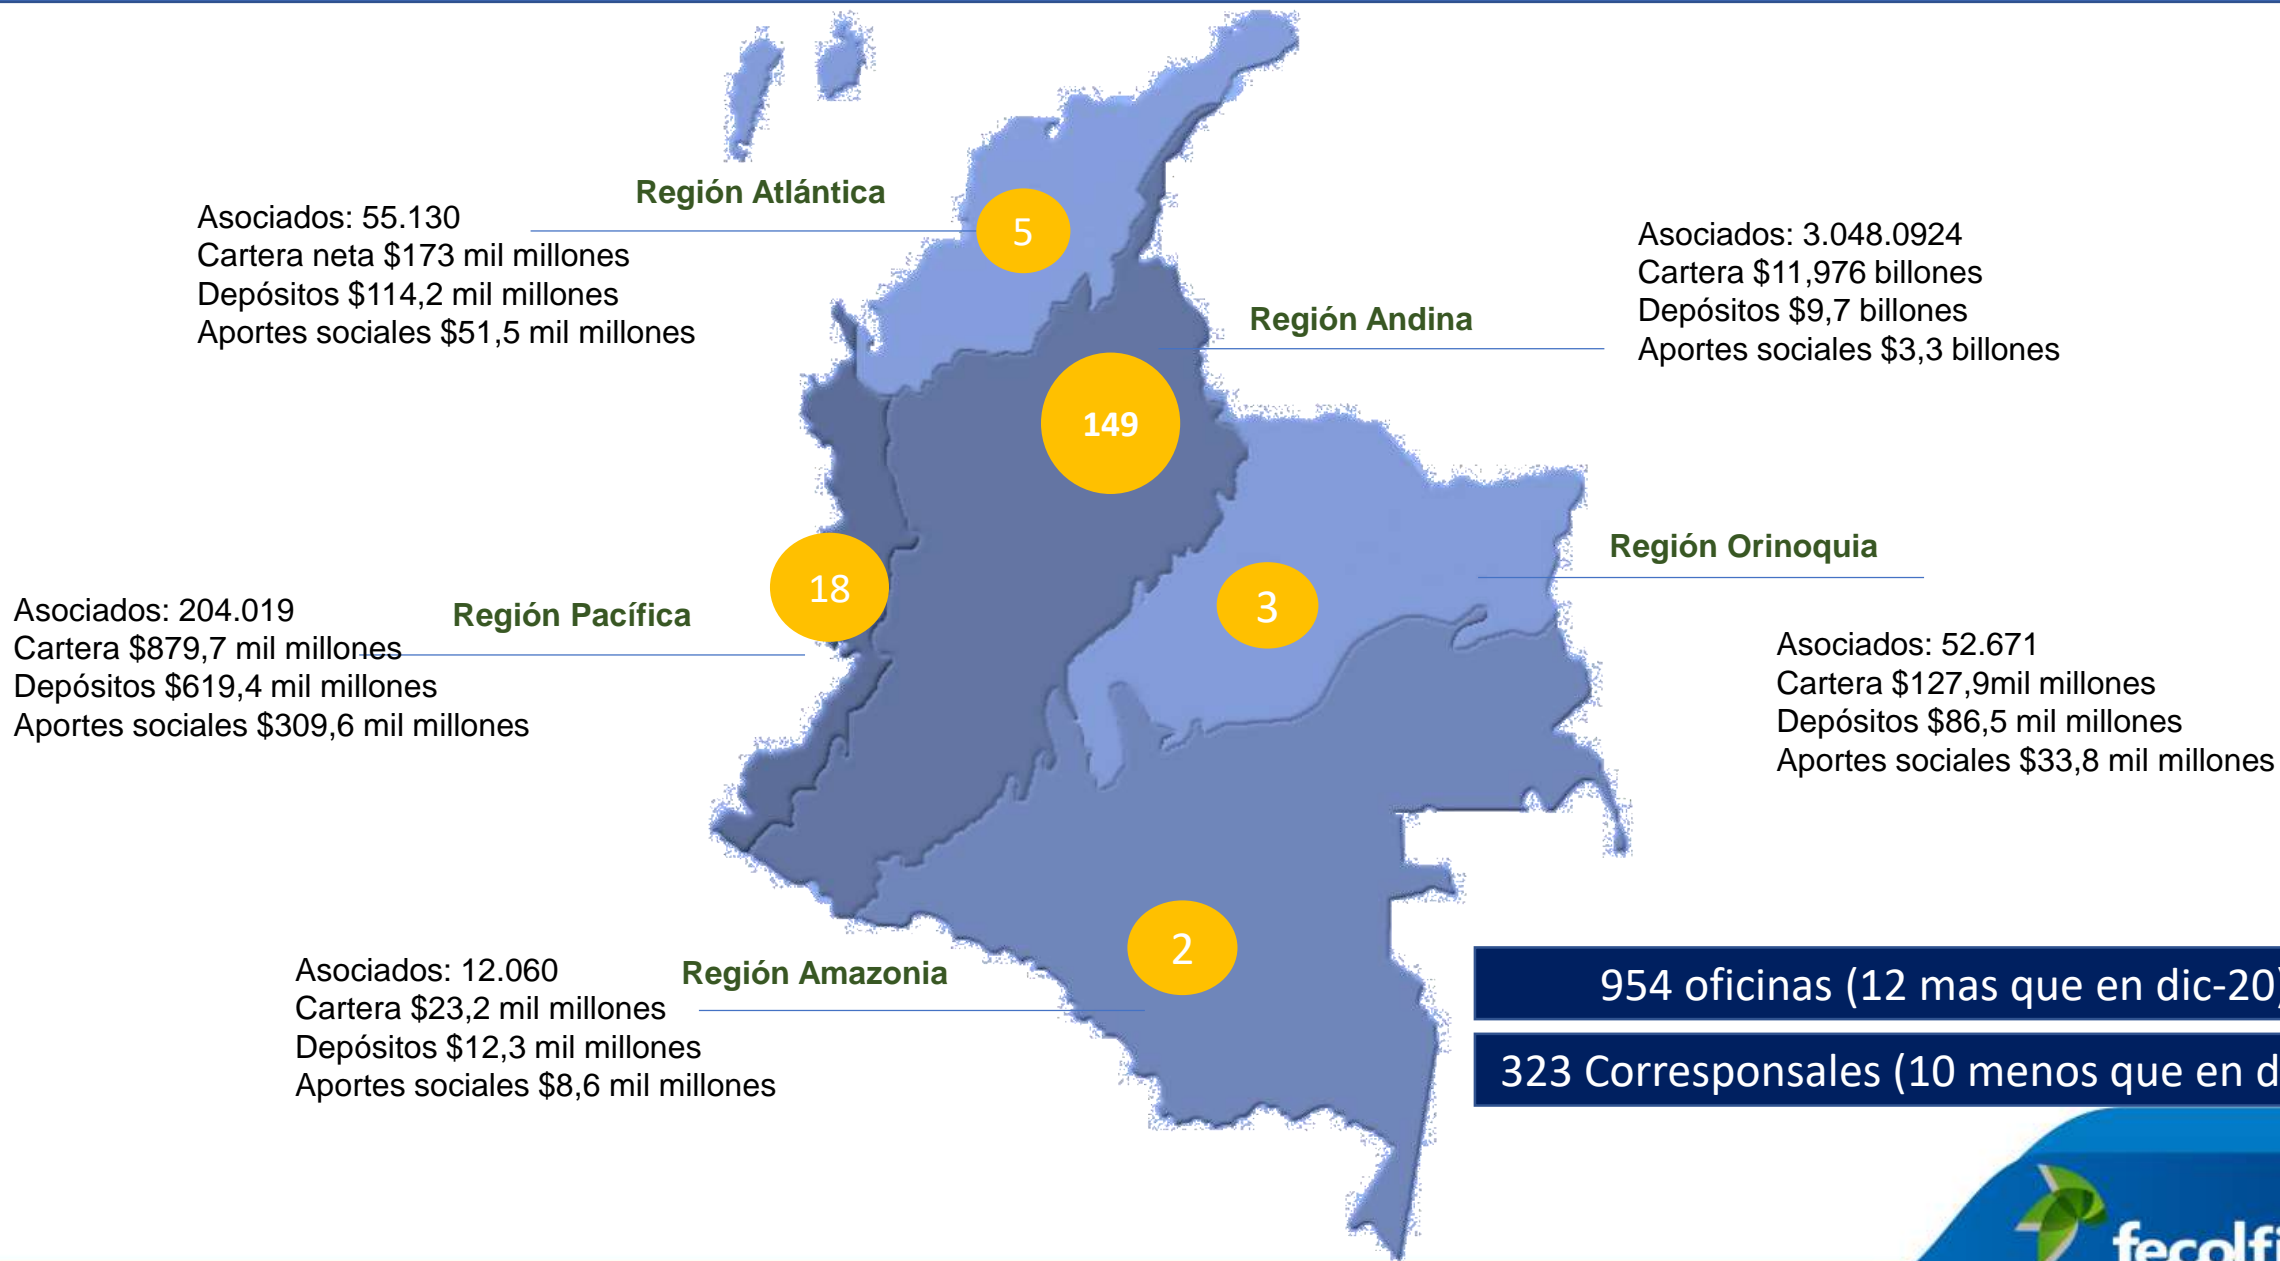 Región Atlántica
Asociados: 55.130
Cartera neta $173 mil millones
Depósitos $114,2 mil millones
Aportes sociales $51,5 mil millones
5
Región Andina
Asociados: 3.048.0924
Cartera $11,976 billones
Depósitos $9,7 billones
Aportes sociales $3,3 billones
149
Región Pacífica
Asociados: 204.019
Cartera $879,7 mil millones
Depósitos $619,4 mil millones
Aportes sociales $309,6 mil millones
18
Región Orinoquia
3
Asociados: 52.671
Cartera $127,9mil millones
Depósitos $86,5 mil millones
Aportes sociales $33,8 mil millones
Región Amazonia
Asociados: 12.060
Cartera $23,2 mil millones
Depósitos $12,3 mil millones
Aportes sociales $8,6 mil millones
2
954 oficinas (12 mas que en dic-20)
323 Corresponsales (10 menos que en d
fecolfi